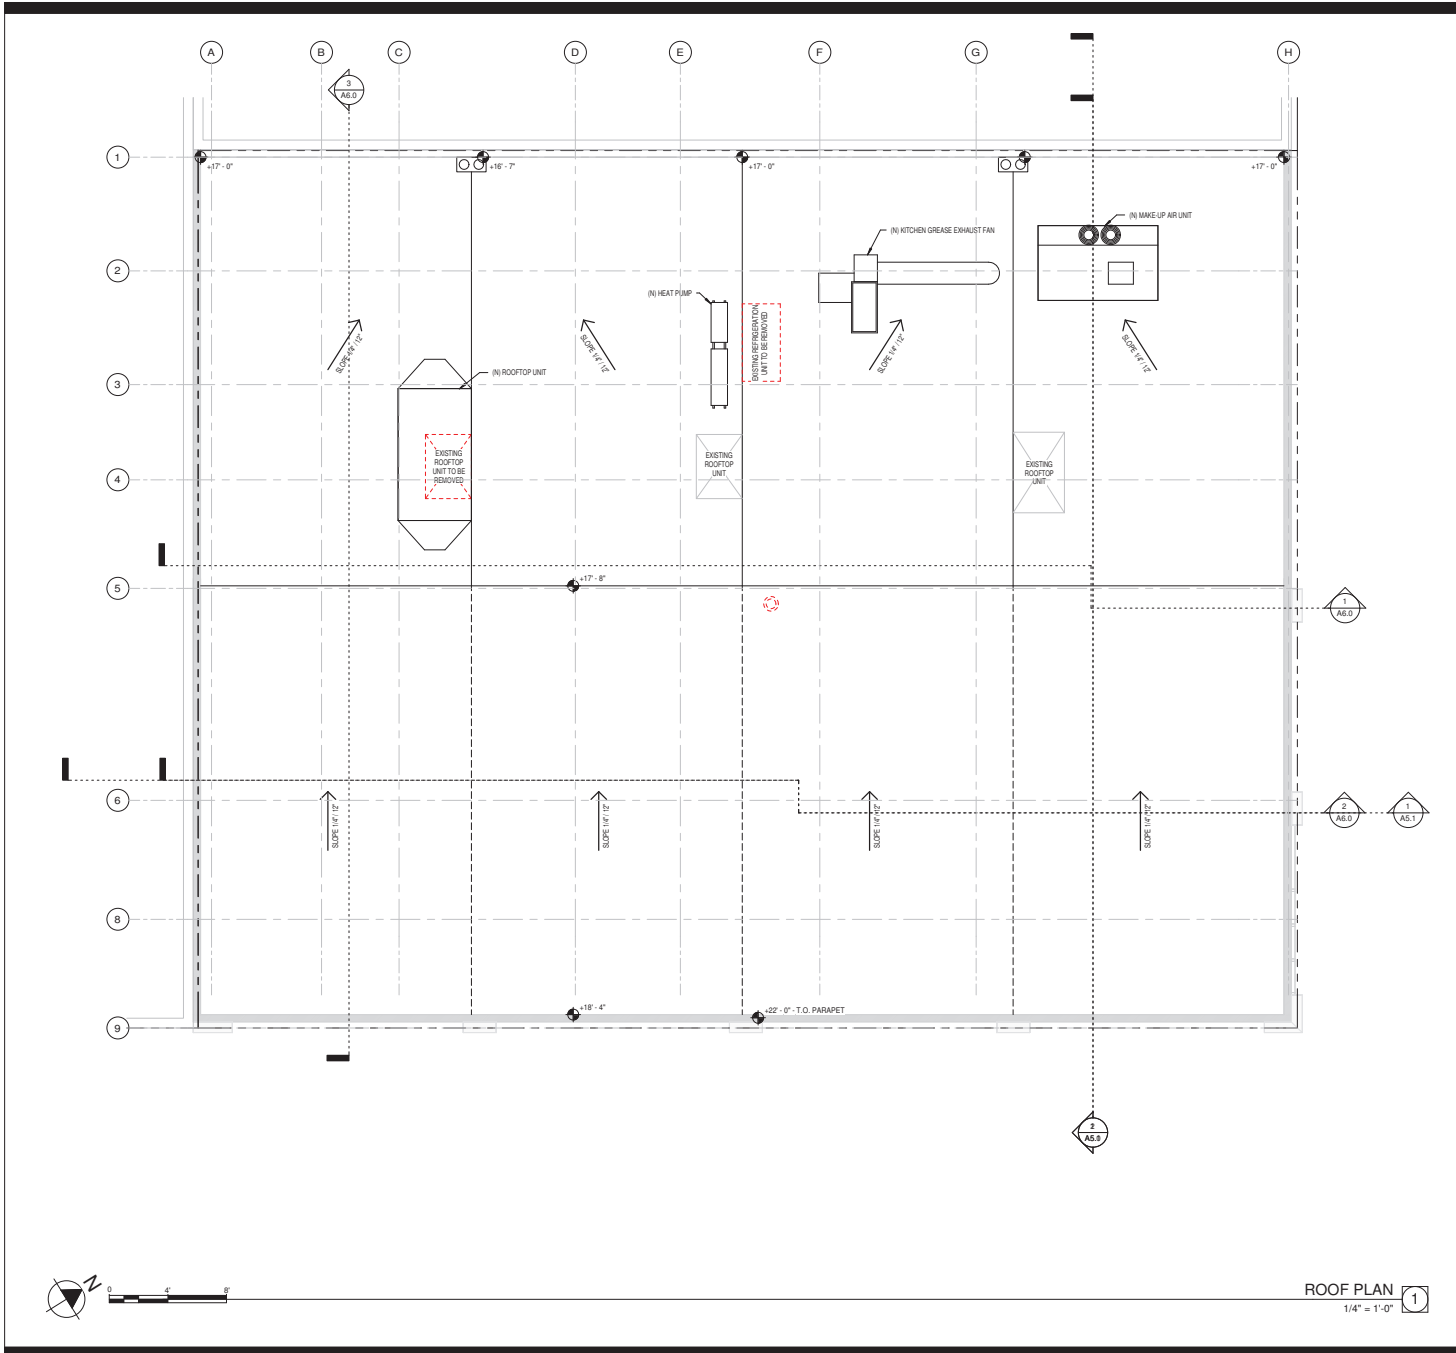 A B C D E F G H
3
A6.0
1
+17' - 0"
+16' - 7"
+17' - 0"
+17' - 0"
(N) MAKE-UP AIR UNIT
(N) KITCHEN GREASE EXHAUST FAN
2
(N) HEAT PUMP
EXISTING REFRIGERATION
UNIT TO BE REMOVED
SLOPE 1/4" / 12"
SLOPE 1/4" / 12"
SLOPE 1/4" / 12"
SLOPE 1/4" / 12"
(N) ROOFTOP UNIT
3
EXISTING
ROOFTOP
UNIT TO BE
REMOVED
EXISTING
ROOFTOP
UNIT
EXISTING
ROOFTOP
UNIT
4
+17' - 8"
5
1
A6.0
6
SLOPE 1/4" / 12"
SLOPE 1/4" / 12"
SLOPE 1/4" / 12"
SLOPE 1/4" / 12"
2
A6.0
1
A5.1
8
+18' - 4"
+22' - 0" - T.O. PARAPET
9
2
A5.0
N
0 4' 8'
ROOF PLAN
1
1/4" = 1'-0"